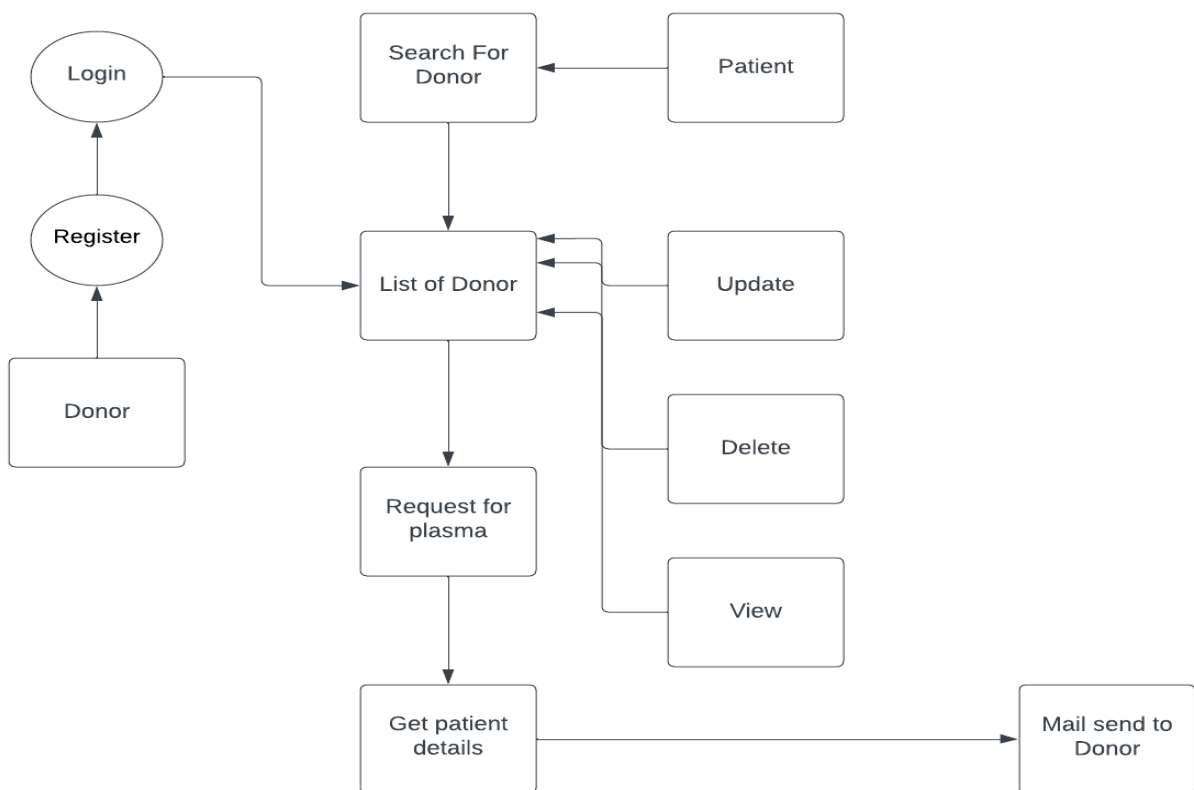 Login
Search For
Donor
Patient
Register
List of Donor
Update
Donor
Delete
Request for
plasma
View
Get patient
details
Mail send to
Donor